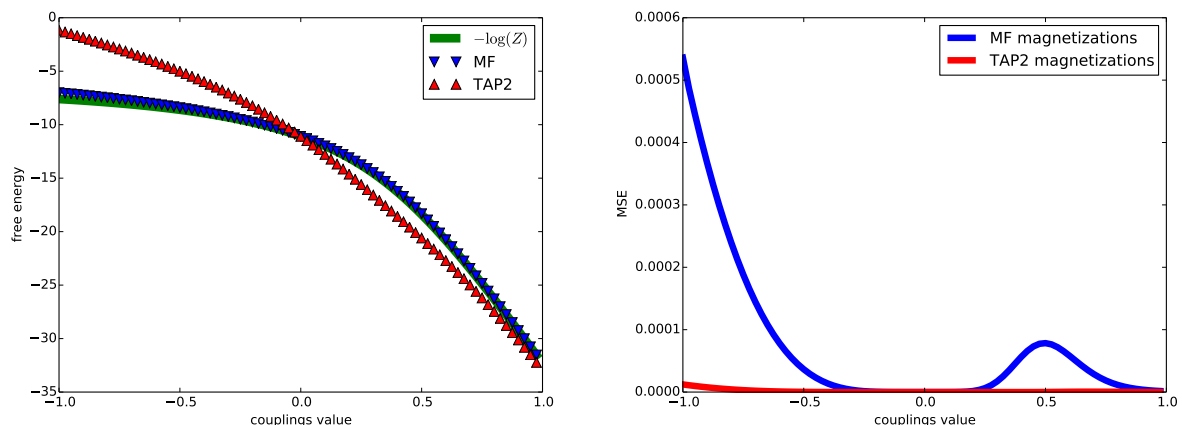 0
−5
−10
−15
−20
−25
−30
−35
free energy
−1.0 −0.5 0.0 0.5 1.0
couplings value
−log(Z)
MF
TAP2
0.0006
0.0005
0.0004
0.0003
0.0002
0.0001
0.0000
MSE
−1.0 −0.5 0.0 0.5 1.0
couplings value
MF magnetizations
TAP2 magnetizations